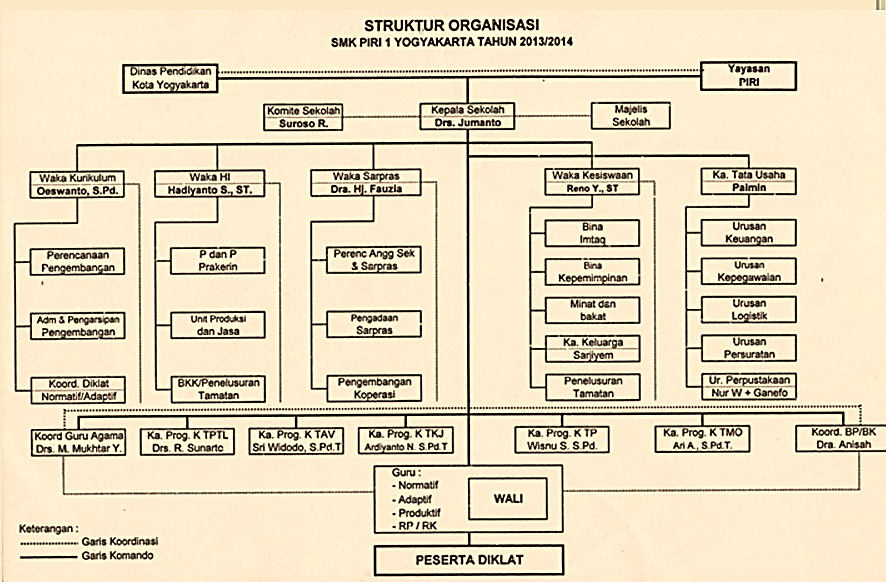 STRUKTUR ORGANISASI
SMK PIRI 1 YOGYAKARTA TAHUN 2013/2014
Dinas Pendidikan
Kota Yogyakarta
Yayasan
PIRI
Komite Sekolah
Suroso R.
Kepala Sekolah
Drs. Jumanto
Majelis
Sekolah
Waka Kurikulum
Oeswanto, S.Pd.
Waka HI
Hadiyanto S., ST.
Waka Sarpras
Dra. Hj. Fauzia
Waka Kesiswaan
Reno Y., ST
Ka. Tata Usaha
Paimin
Perencanaan
Pengembangan
Adm & Pengarsipan
Pengembangan
Koord. Diklat
Normatif/Adaptif
P dan P
Prakerin
Unit Produksi
dan Jasa
BKK/Penelusuran
Tamatan
Perenc Angg Sek
& Sarpras
Pengadaan
Sarpras
Pengembangan
Koperasi
Bina
Imtaq
Bina
Kepemimpinan
Minat dan
bakat
Ka. Keluarga
Sarjiyem
Penelusuran
Tamatan
Urusan
Keuangan
Urusan
Kepegawaian
Urusan
Logistik
Urusan
Persuratan
Ur. Perpustakaan
Nur W + Ganefo
Koord Guru Agama
Drs. M. Mukhtar Y.
Ka. Prog. K TPTL
Drs. R. Sunarto
Ka. Prog. K TAV
Sri Widodo, S.Pd.T
Ka. Prog. K TKJ
Ardiyanto N. S.Pd.T
Ka. Prog. K TP
Wisnu S. S.Pd.
Ka. Prog. K TMO
Ari A., S.Pd.T.
Koord. BP/BK
Dra. Anisah
Guru :
- Normatif
- Adaptif
- Produktif
- RP / RK
WALI
PESERTA DIKLAT
Keterangan :
Garis Koordinasi
Garis Komando